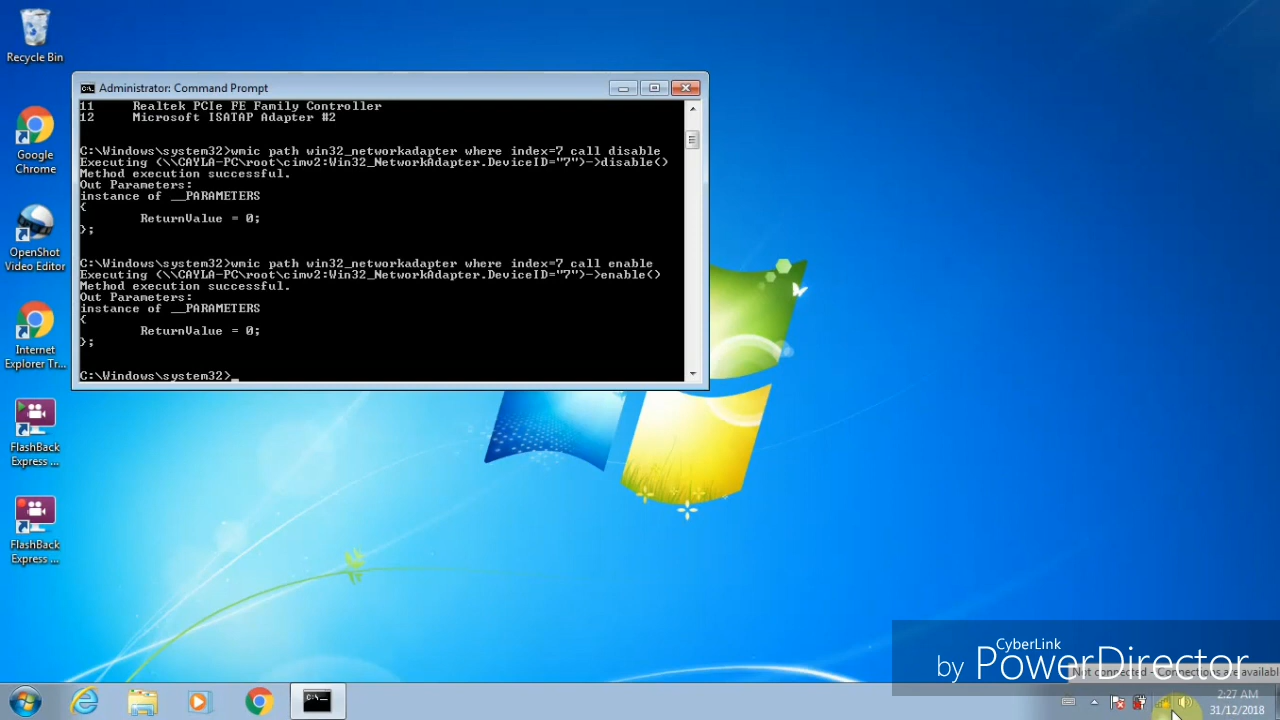 Recycle Bin
Google
Chrome
OpenShot
Video Editor
Internet
Explorer Tr...
FlashBack
Express ...
FlashBack
Express ...
Administrator: Command Prompt
11 Realtek PCIe FE Family Controller
12 Microsoft ISATAP Adapter #2
C:\Windows\system32>wmic path win32_networkadapter where index=7 call disable
Executing (\\CAYLA-PC\root\cimv2:Win32_NetworkAdapter.DeviceID="7")->disable()
Method execution successful.
Out Parameters:
instance of __PARAMETERS
{
ReturnValue = 0;
};
C:\Windows\system32>wmic path win32_networkadapter where index=7 call enable
Executing (\\CAYLA-PC\root\cimv2:Win32_NetworkAdapter.DeviceID="7")->enable()
Method execution successful.
Out Parameters:
instance of __PARAMETERS
{
ReturnValue = 0;
};
C:\Windows\system32>_
CyberLink
by PowerDirector
Not connected - Connections are availabl
C:\_
2:27 AM
31/12/2018